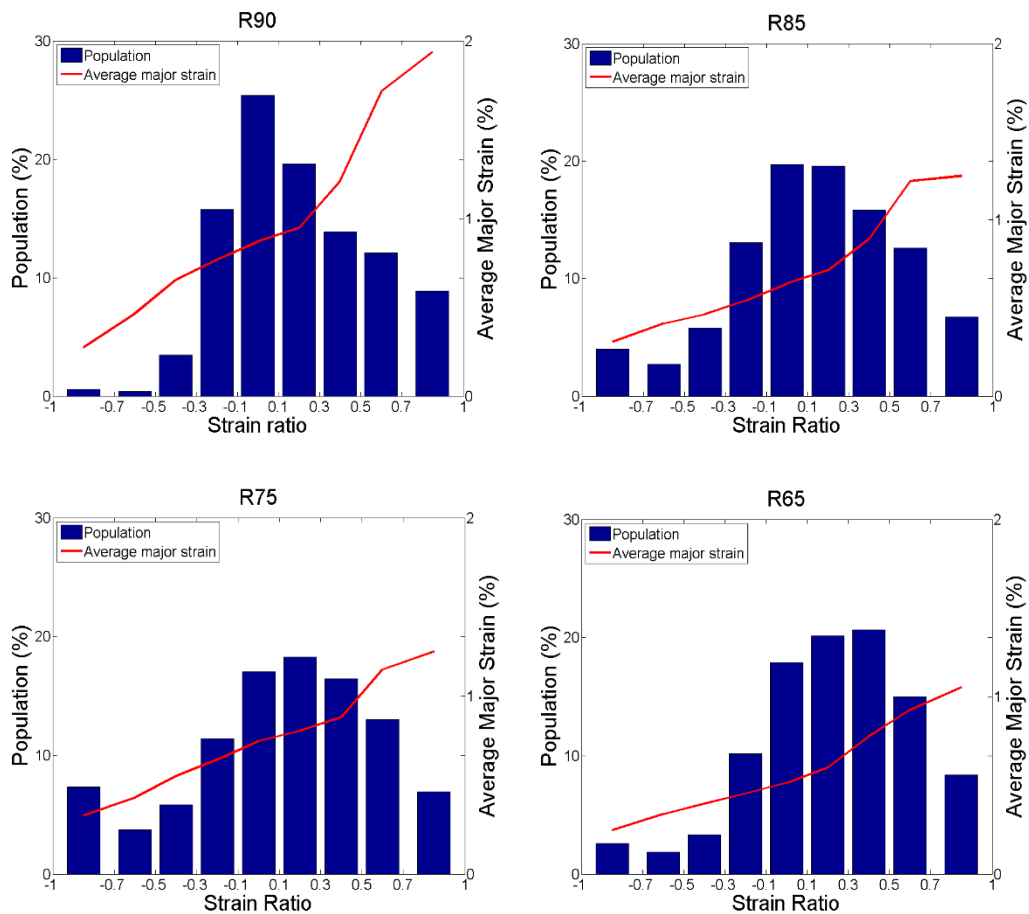 R90
30
20
10
0
Population (%)
Population
Average major strain
2
1
0
Average Major Strain (%)
-1 -0.7 -0.5 -0.3 -0.1 0.1 0.3 0.5 0.7 1
Strain ratio
R85
30
20
10
0
Population (%)
Population
Average major strain
2
1
0
Average Major Strain (%)
-1 -0.7 -0.5 -0.3 -0.1 0.1 0.3 0.5 0.7 1
Strain Ratio
R75
30
20
10
0
Population (%)
Population
Average major strain
2
1
0
Average Major Strain (%)
-1 -0.7 -0.5 -0.3 -0.1 0.1 0.3 0.5 0.7 1
Strain Ratio
R65
30
20
10
0
Population (%)
Population
Average major strain
2
1
0
Average Major Strain (%)
-1 -0.7 -0.5 -0.3 -0.1 0.1 0.3 0.5 0.7 1
Strain Ratio